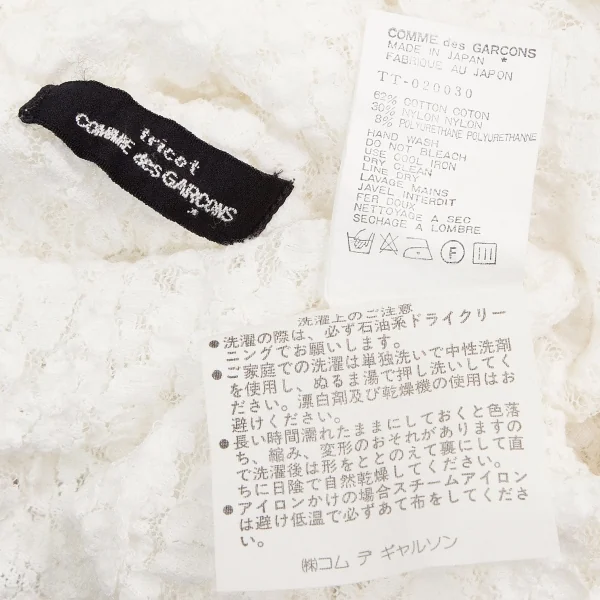 tricot
COMME des GARCONS
COMME des GARCONS *
MADE IN JAPAN
FABRIQUE AU JAPON
TT-020030
62% COTTON COTON
30% NYLON NYLON
8% POLYURETHANE POLYURETHANNE
HAND WASH
DO NOT BLEACH
USE COOL IRON
DRY CLEAN
LINE DRY
LAVAGE MAINS
JAVEL INTERDIT
FER DOUX
NETTOYAGE A SEC
SECHAGE A LOMBRE
F
洗濯上のご注意
●洗濯の際は、必ず石油系ドライクリー
ニングでお願いします。
●ご家庭での洗濯は単独洗いで中性洗剤
を使用し、ぬるま湯で押し洗いしてく
ださい。漂白剤及び乾燥機の使用はお
避けください。
●長い時間濡れたままにしておくと色落
ち、縮み、変形のおそれがありますの
で洗濯後は形をととのえて裏にして直
ちに日陰で自然乾燥してください。
●アイロンかけの場合スチームアイロン
は避け低温で必ずあて布をしてくださ
い。
㈱コム デ ギャルソン